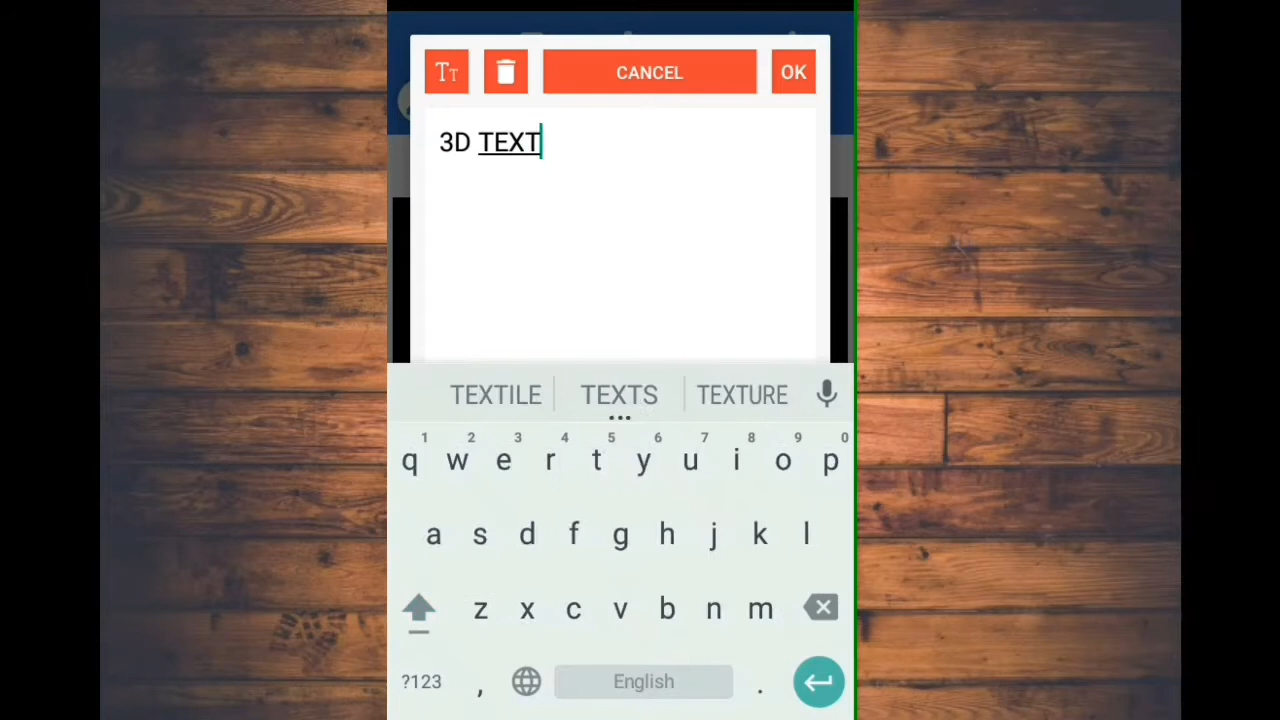 TT CANCEL OK
3D TEXT
TEXTILE TEXTS TEXTURE
1 2 3 4 5 6 7 8 9 0
q w e r t y u i o p
a s d f g h j k l
z x c v b n m
?123 , English .